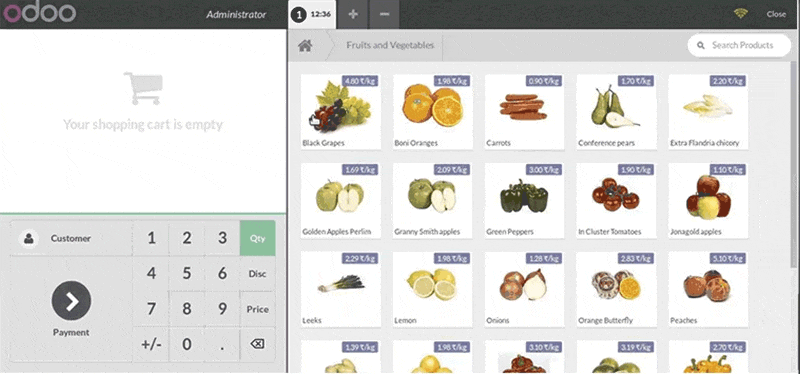 odoo
Administrator
1 12:36
Close
Fruits and Vegetables
Search Products
Your shopping cart is empty
4.80 ₹/kg
1.98 ₹/kg
0.90 ₹/kg
1.70 ₹/kg
2.20 ₹/kg
Black Grapes
Boni Oranges
Carrots
Conference pears
Extra Flandria chicory
1.69 ₹/kg
2.09 ₹/kg
3.00 ₹/kg
1.90 ₹/kg
1.10 ₹/kg
Golden Apples Perlim
Granny Smith apples
Green Peppers
In Cluster Tomatoes
Jonagold apples
2.29 ₹/kg
1.98 ₹/kg
1.28 ₹/kg
2.83 ₹/kg
5.10 ₹/kg
Leeks
Lemon
Onions
Orange Butterfly
Peaches
1.39 ₹/kg
1.98 ₹/kg
3.10 ₹/kg
3.19 ₹/kg
2.70 ₹/kg
Customer
1 2 3 Qty
4 5 6 Disc
7 8 9 Price
Payment
+/- 0 .